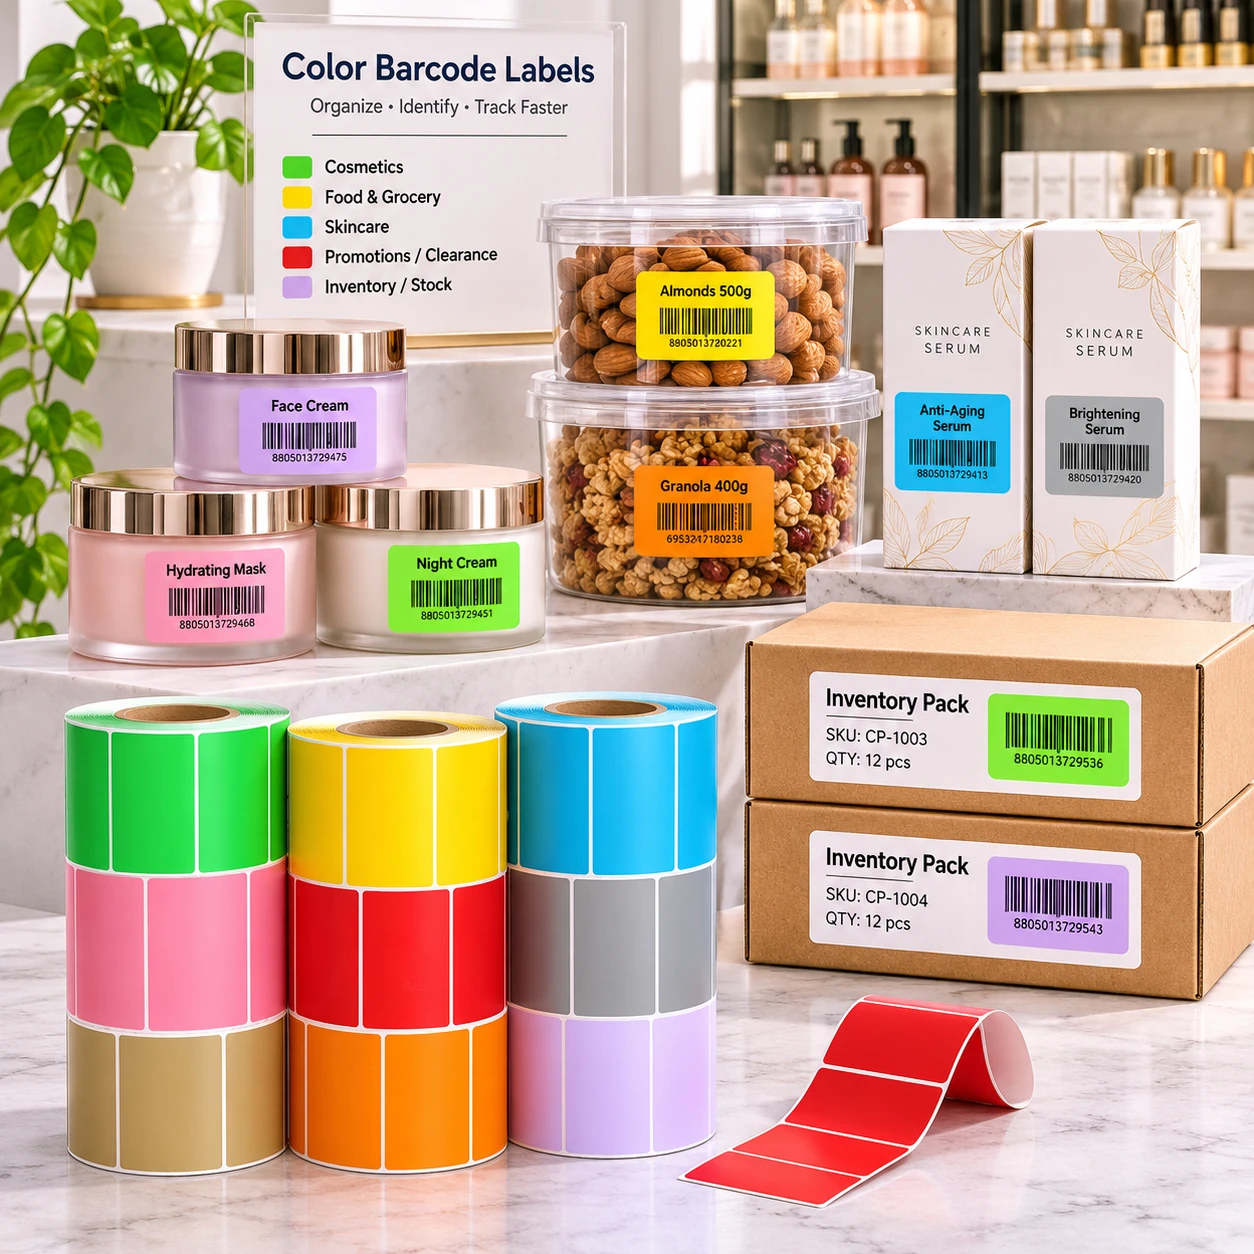 Color Barcode Labels
Organize • Identify • Track Faster
Cosmetics
Food & Grocery
Skincare
Promotions / Clearance
Inventory / Stock
Almonds 500g
8805013720221
Granola 400g
6953247180238
SKINCARE
SERUM
Anti-Aging
Serum
8805013729413
SKINCARE
SERUM
Brightening
Serum
8805013729420
Face Cream
8805013729475
Hydrating Mask
8805013729468
Night Cream
8805013729451
Inventory Pack
SKU: CP-1003
QTY: 12 pcs
8805013729536
Inventory Pack
SKU: CP-1004
QTY: 12 pcs
8805013729543